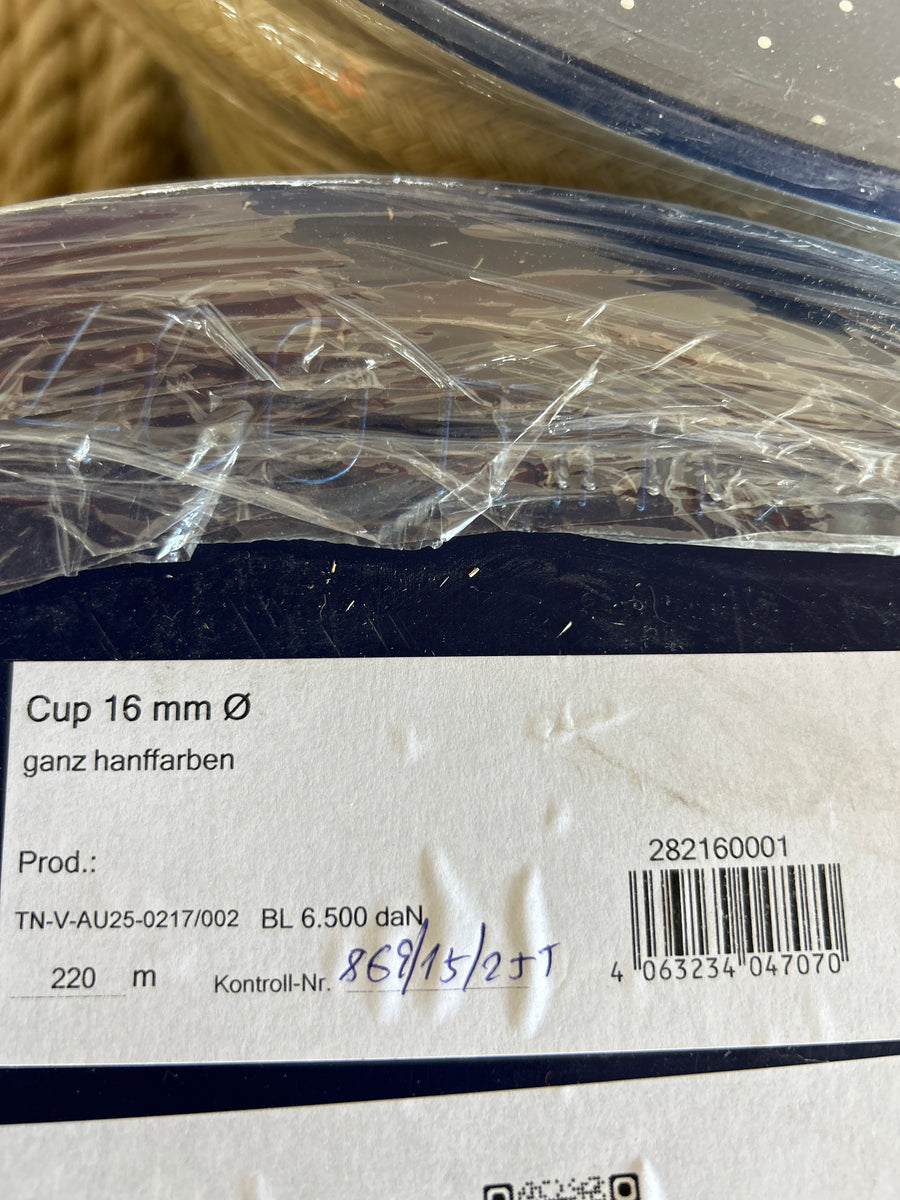 Cup 16 mm Ø
ganz hanffarben
282160001
Prod.:
TN-V-AU25-0217/002 BL 6.500 daN
220 m Kontroll-Nr. 869/15/25T
4 063234 047070